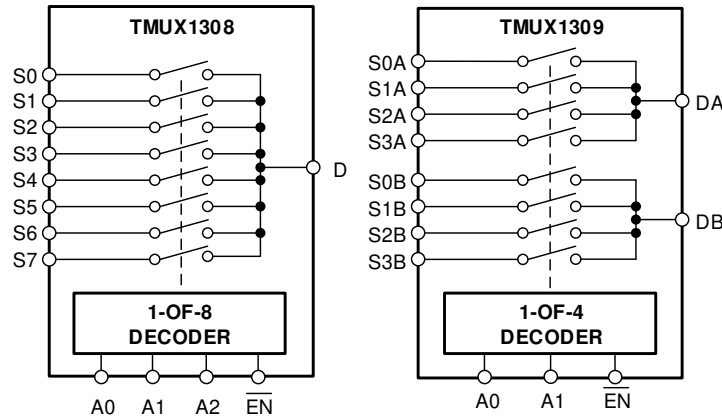 TMUX1308
S0
S1
S2
S3
S4
S5
S6
S7
D
1-OF-8
DECODER
A0 A1 A2 EN
TMUX1309
S0A
S1A
S2A
S3A
DA
S0B
S1B
S2B
S3B
DB
1-OF-4
DECODER
A0 A1 EN